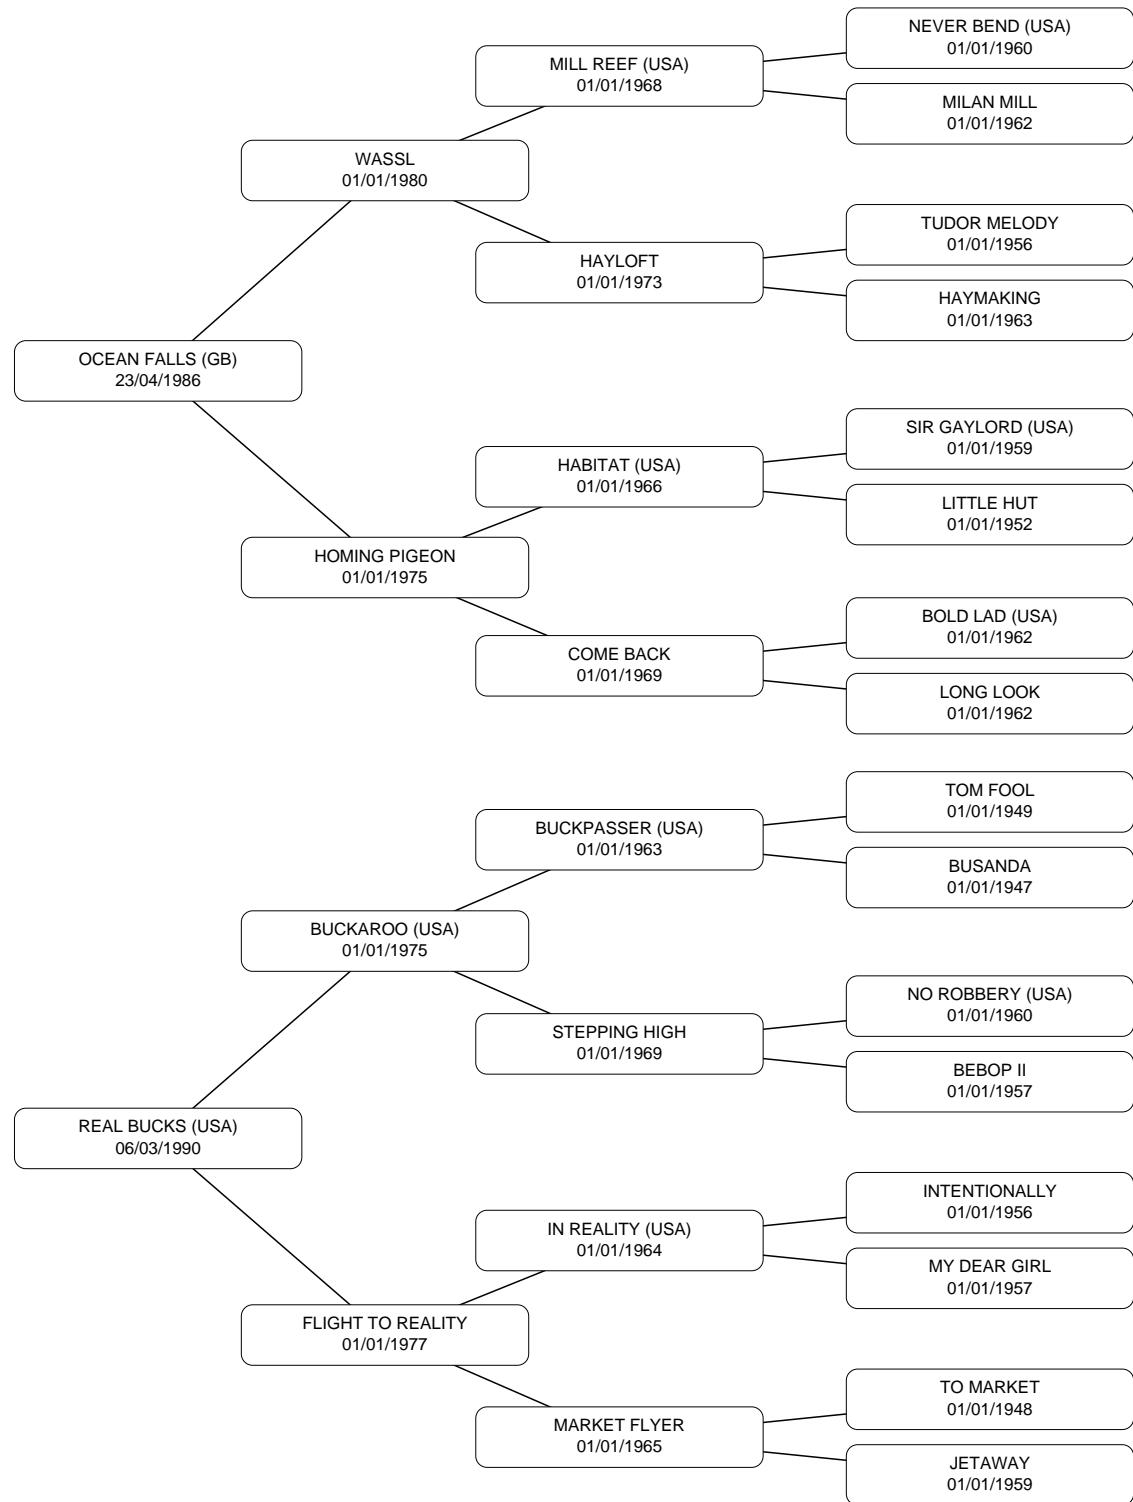 NEVER BEND (USA)
01/01/1960
MILL REEF (USA)
01/01/1968
MILAN MILL
01/01/1962
WASSL
01/01/1980
TUDOR MELODY
01/01/1956
HAYLOFT
01/01/1973
HAYMAKING
01/01/1963
OCEAN FALLS (GB)
23/04/1986
SIR GAYLORD (USA)
01/01/1959
HABITAT (USA)
01/01/1966
LITTLE HUT
01/01/1952
HOMING PIGEON
01/01/1975
BOLD LAD (USA)
01/01/1962
COME BACK
01/01/1969
LONG LOOK
01/01/1962
TOM FOOL
01/01/1949
BUCKPASSER (USA)
01/01/1963
BUSANDA
01/01/1947
BUCKAROO (USA)
01/01/1975
NO ROBBERY (USA)
01/01/1960
STEPPING HIGH
01/01/1969
BEBOP II
01/01/1957
REAL BUCKS (USA)
06/03/1990
INTENTIONALLY
01/01/1956
IN REALITY (USA)
01/01/1964
MY DEAR GIRL
01/01/1957
FLIGHT TO REALITY
01/01/1977
TO MARKET
01/01/1948
MARKET FLYER
01/01/1965
JETAWAY
01/01/1959